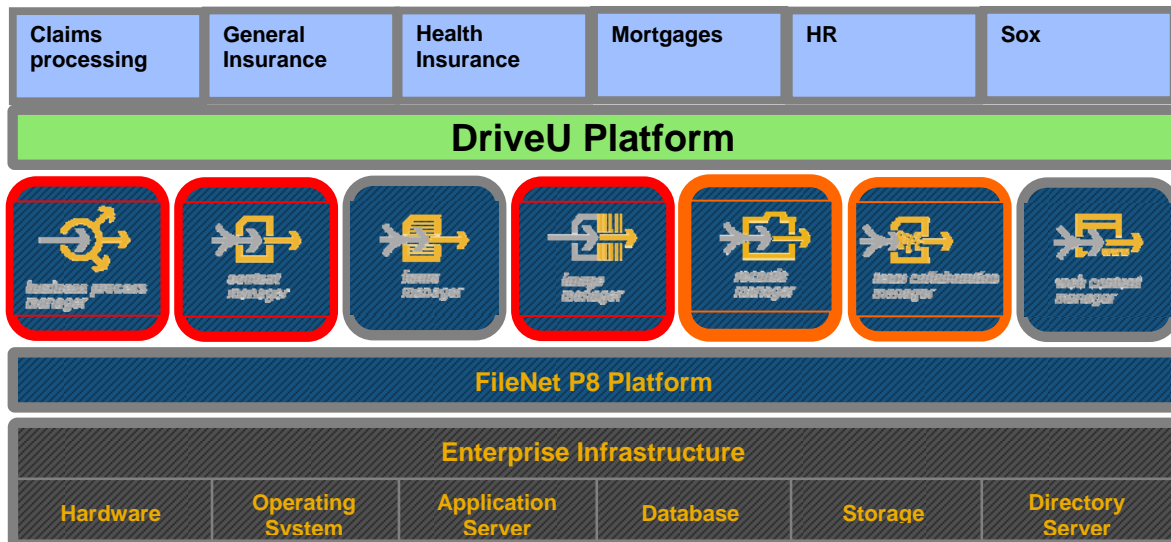 Claims
processing
General
Insurance
Health
Insurance
Mortgages
HR
Sox
DriveU Platform
business process
manager
content
manager
forms
manager
image
manager
records
manager
team collaboration
manager
web content
manager
FileNet P8 Platform
Enterprise Infrastructure
Hardware
Operating
System
Application
Server
Database
Storage
Directory
Server